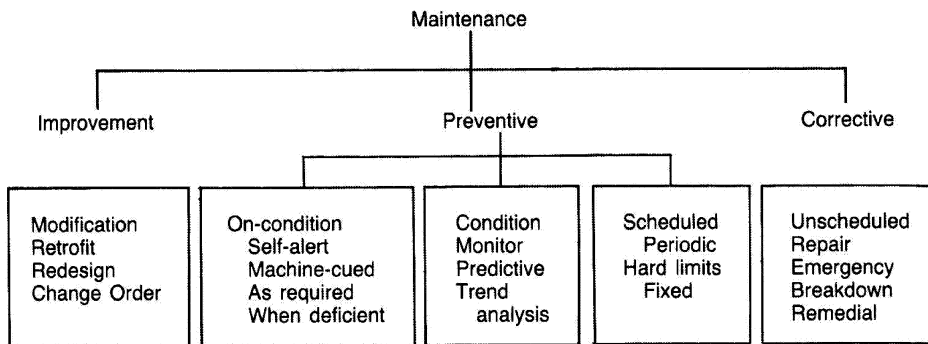 Maintenance
Improvement
Preventive
Corrective
Modification
Retrofit
Redesign
Change Order
On-condition
Self-alert
Machine-cued
As required
When deficient
Condition
Monitor
Predictive
Trend
analysis
Scheduled
Periodic
Hard limits
Fixed
Unscheduled
Repair
Emergency
Breakdown
Remedial